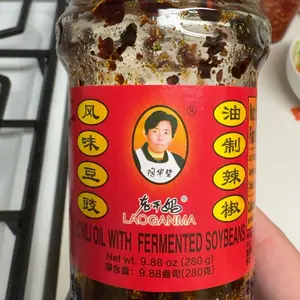 风味豆豉
油制辣椒
®
陶华碧
老干妈
LAOGANMA
ILI OIL WITH FERMENTED SOYBEANS
Net wt. 9.88 oz (280 g)
净含量: 9.88盎司(280克)